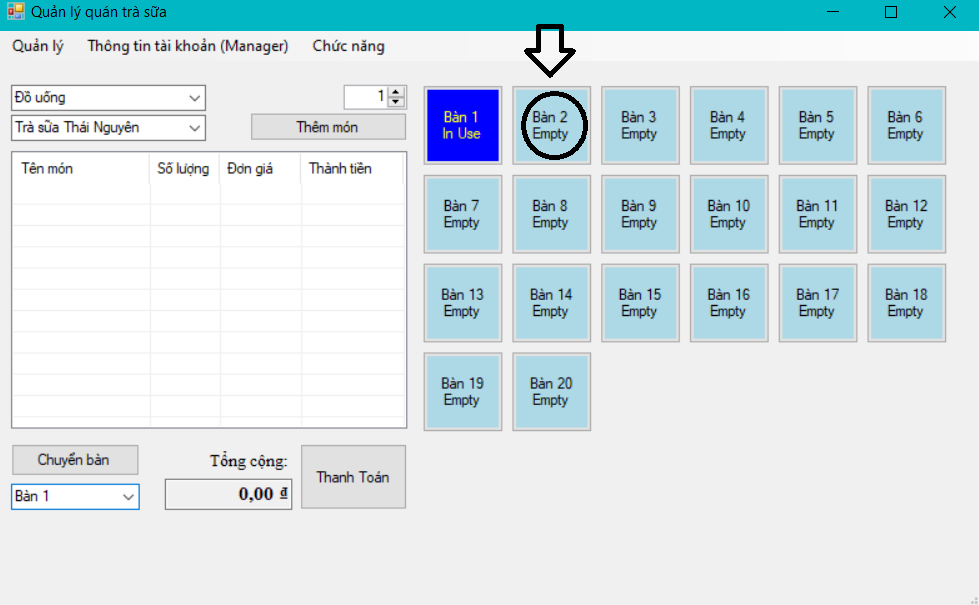 Quản lý quán trà sữa
Quản lý Thông tin tài khoản (Manager) Chức năng
Đồ uống
1
Trà sữa Thái Nguyên
Thêm món
Tên món Số lượng Đơn giá Thành tiền
Chuyển bàn
Bàn 1
Tổng cộng:
0,00 ₫
Thanh Toán
Bàn 1
In Use
Bàn 2
Empty
Bàn 3
Empty
Bàn 4
Empty
Bàn 5
Empty
Bàn 6
Empty
Bàn 7
Empty
Bàn 8
Empty
Bàn 9
Empty
Bàn 10
Empty
Bàn 11
Empty
Bàn 12
Empty
Bàn 13
Empty
Bàn 14
Empty
Bàn 15
Empty
Bàn 16
Empty
Bàn 17
Empty
Bàn 18
Empty
Bàn 19
Empty
Bàn 20
Empty